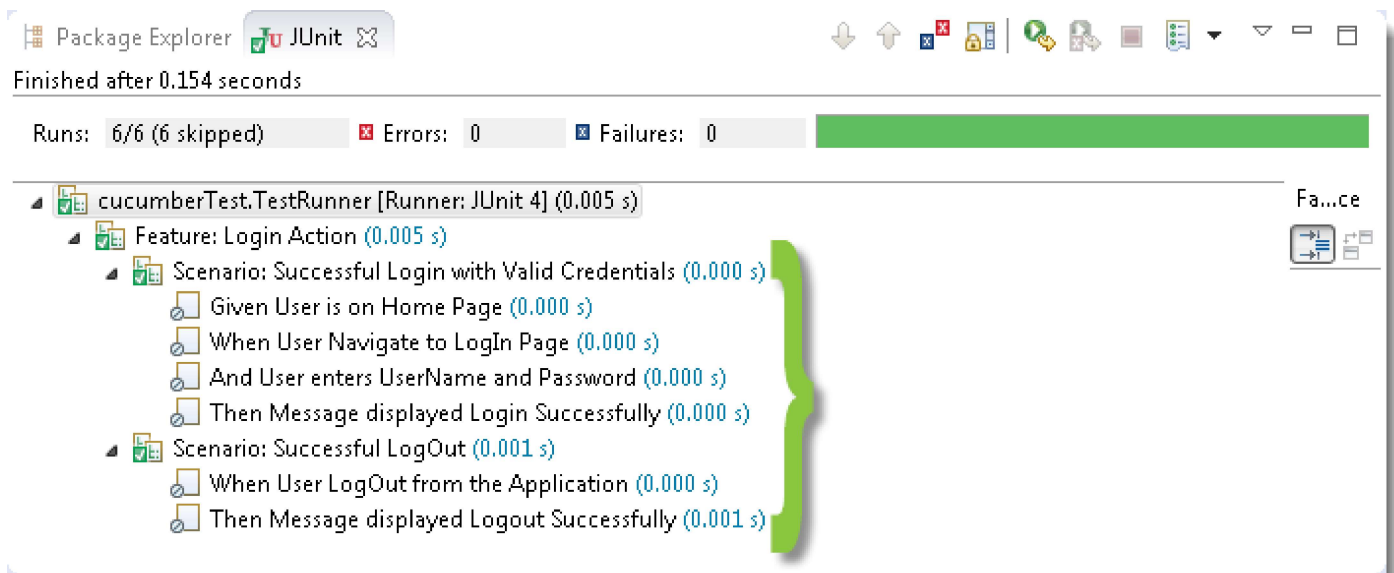 Package Explorer JUnit
Finished after 0.154 seconds
Runs: 6/6 (6 skipped) Errors: 0 Failures: 0
cucumberTest.TestRunner [Runner: JUnit 4] (0.005 s)
Fa...ce
Feature: Login Action (0.005 s)
Scenario: Successful Login with Valid Credentials (0.000 s)
Given User is on Home Page (0.000 s)
When User Navigate to LogIn Page (0.000 s)
And User enters UserName and Password (0.000 s)
Then Message displayed Login Successfully (0.000 s)
Scenario: Successful LogOut (0.001 s)
When User LogOut from the Application (0.000 s)
Then Message displayed Logout Successfully (0.001 s)